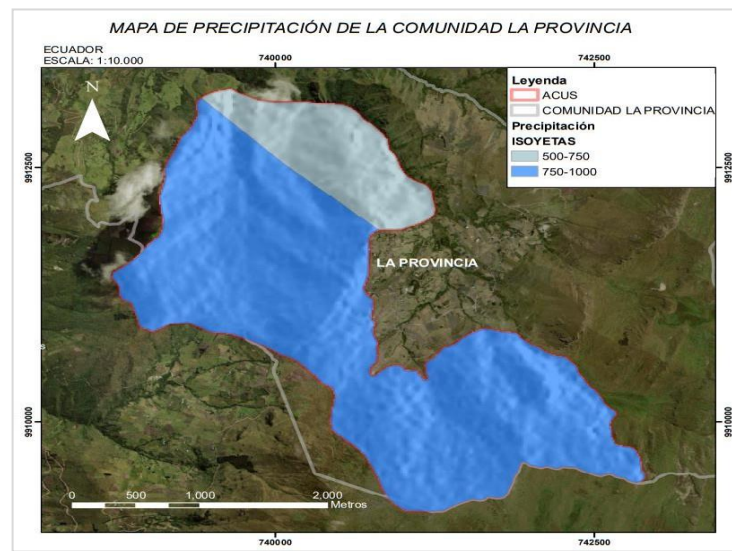 MAPA DE PRECIPITACIÓN DE LA COMUNIDAD LA PROVINCIA
ECUADOR
ESCALA: 1:10.000
740000
742500
N
Leyenda
ACUS
COMUNIDAD LA PROVINCIA
Precipitación
ISOYETAS
500-750
750-1000
9912500
9912500
LA PROVINCIA
9910000
9910000
0 500 1,000 2,000
Metros
740000
742500